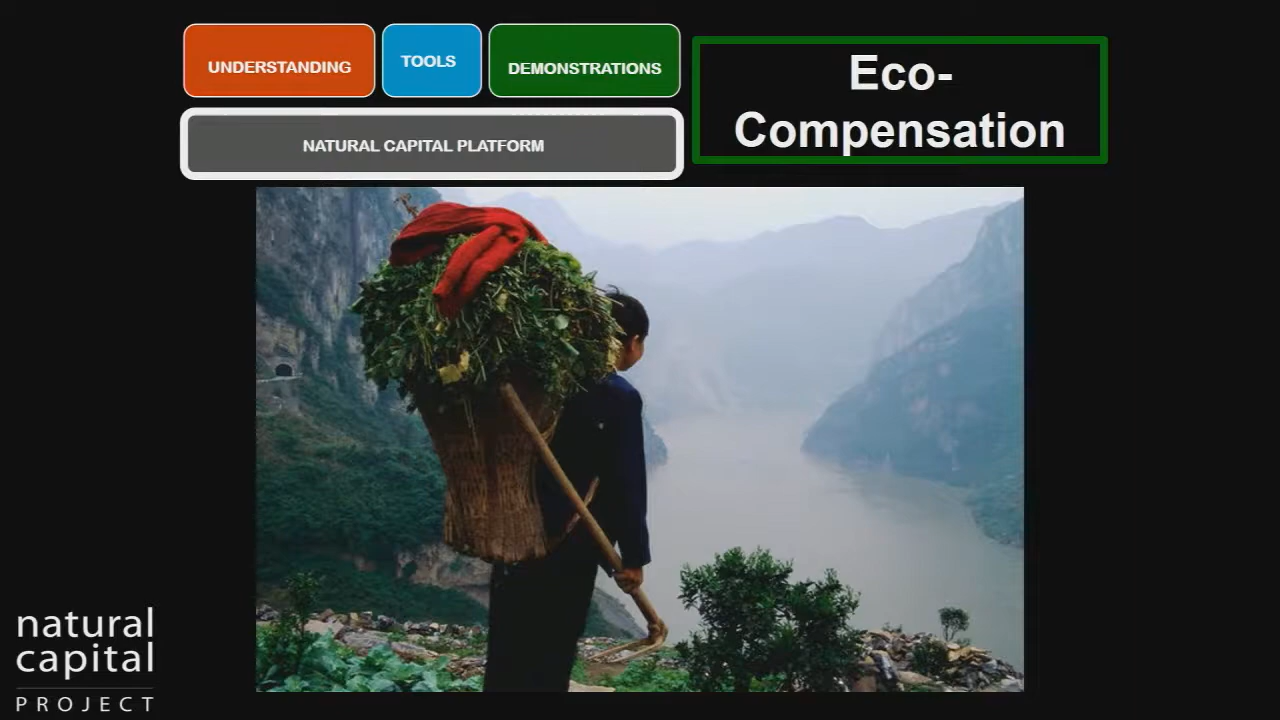 UNDERSTANDING
TOOLS
DEMONSTRATIONS
NATURAL CAPITAL PLATFORM
Eco-
Compensation
natural
capital
PROJECT